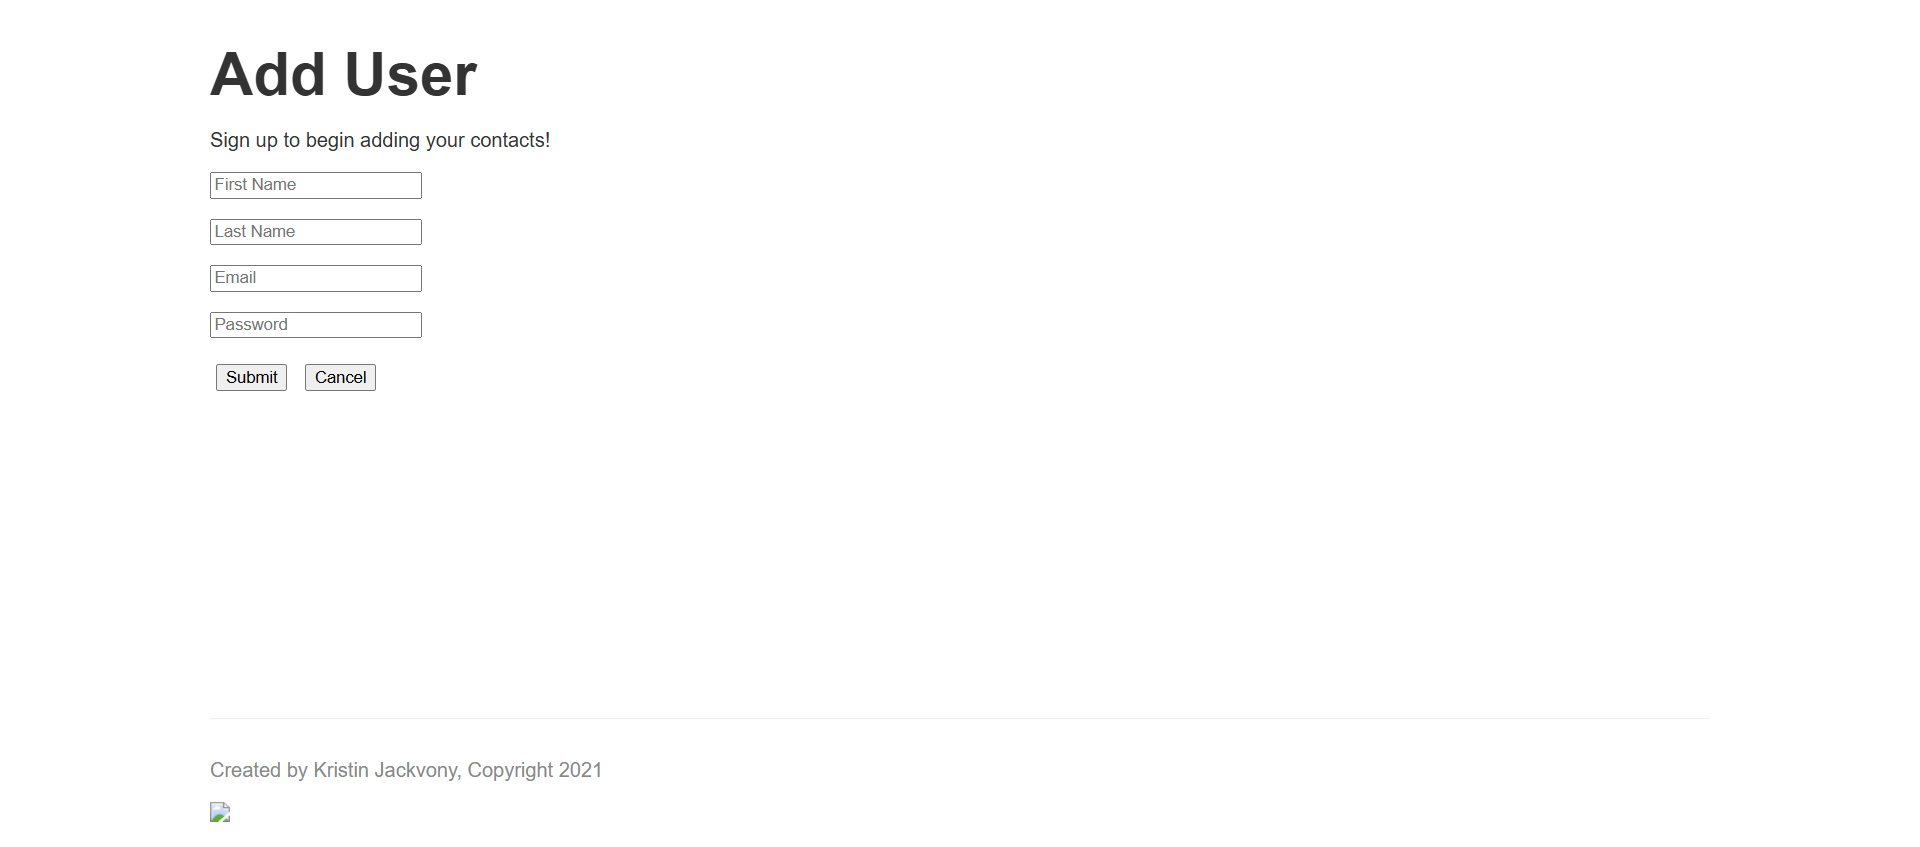 Add User
Sign up to begin adding your contacts!
First Name
Last Name
Email
Password
Submit Cancel
Created by Kristin Jackvony, Copyright 2021